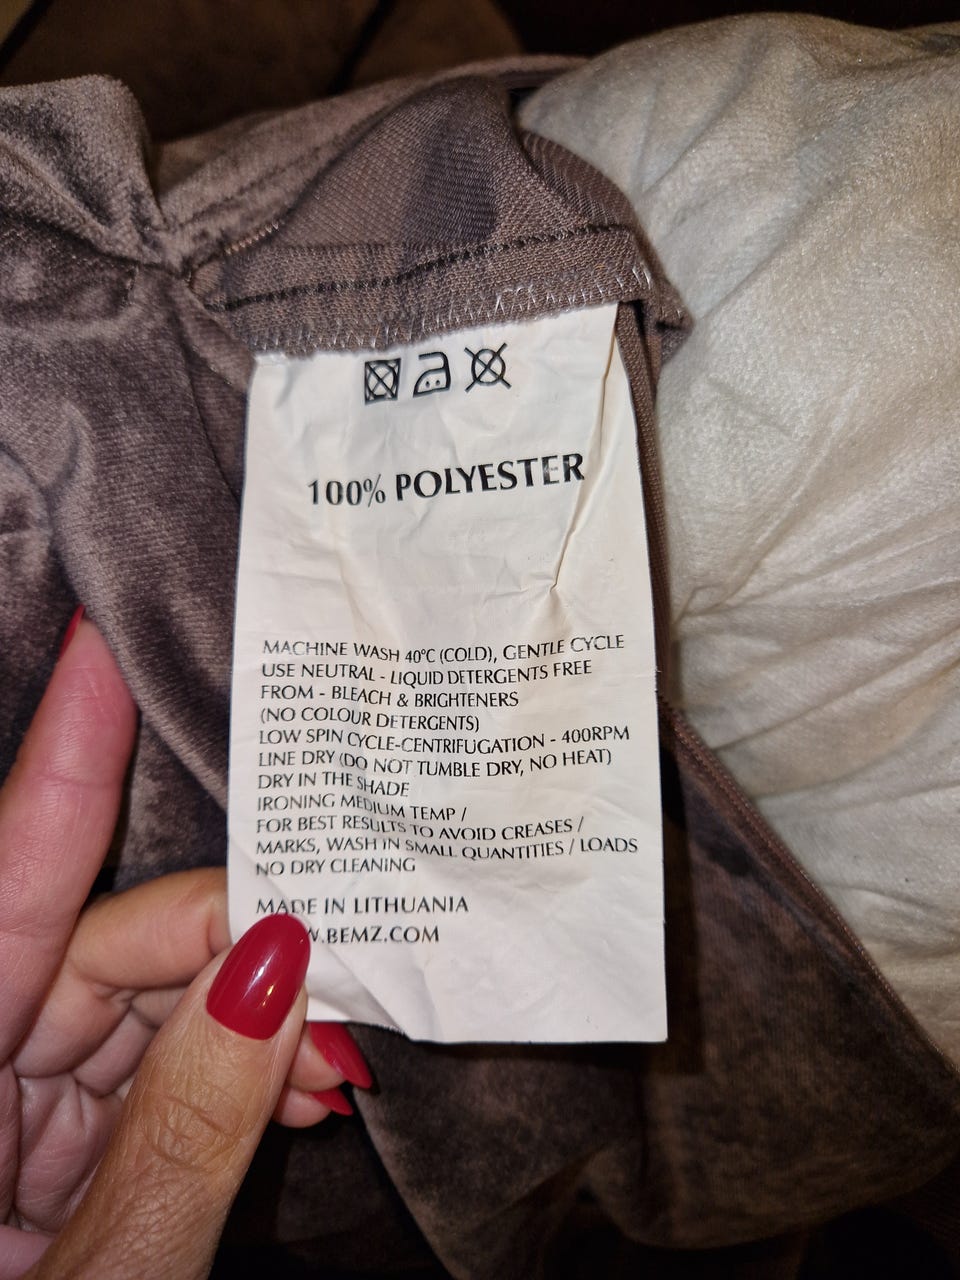 100% POLYESTER
MACHINE WASH 40°C (COLD), GENTLE CYCLE
USE NEUTRAL - LIQUID DETERGENTS FREE
FROM - BLEACH & BRIGHTENERS
(NO COLOUR DETERGENTS)
LOW SPIN CYCLE-CENTRIFUGATION - 400RPM
LINE DRY (DO NOT TUMBLE DRY, NO HEAT)
DRY IN THE SHADE
IRONING MEDIUM TEMP /
FOR BEST RESULTS TO AVOID CREASES /
MARKS, WASH IN SMALL QUANTITIES / LOADS
NO DRY CLEANING
MADE IN LITHUANIA
W.BEMZ.COM